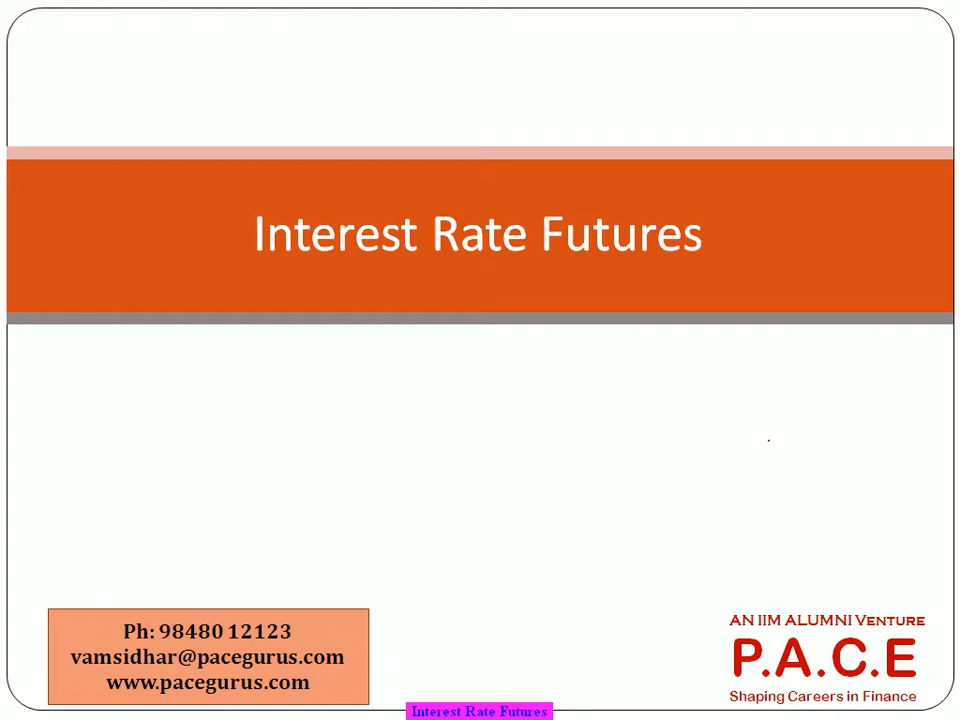 Interest Rate Futures
Ph: 98480 12123
vamsidhar@pacegurus.com
www.pacegurus.com
AN IIM ALUMNI VENTURE
P.A.C.E
Shaping Careers in Finance
Interest Rate Futures